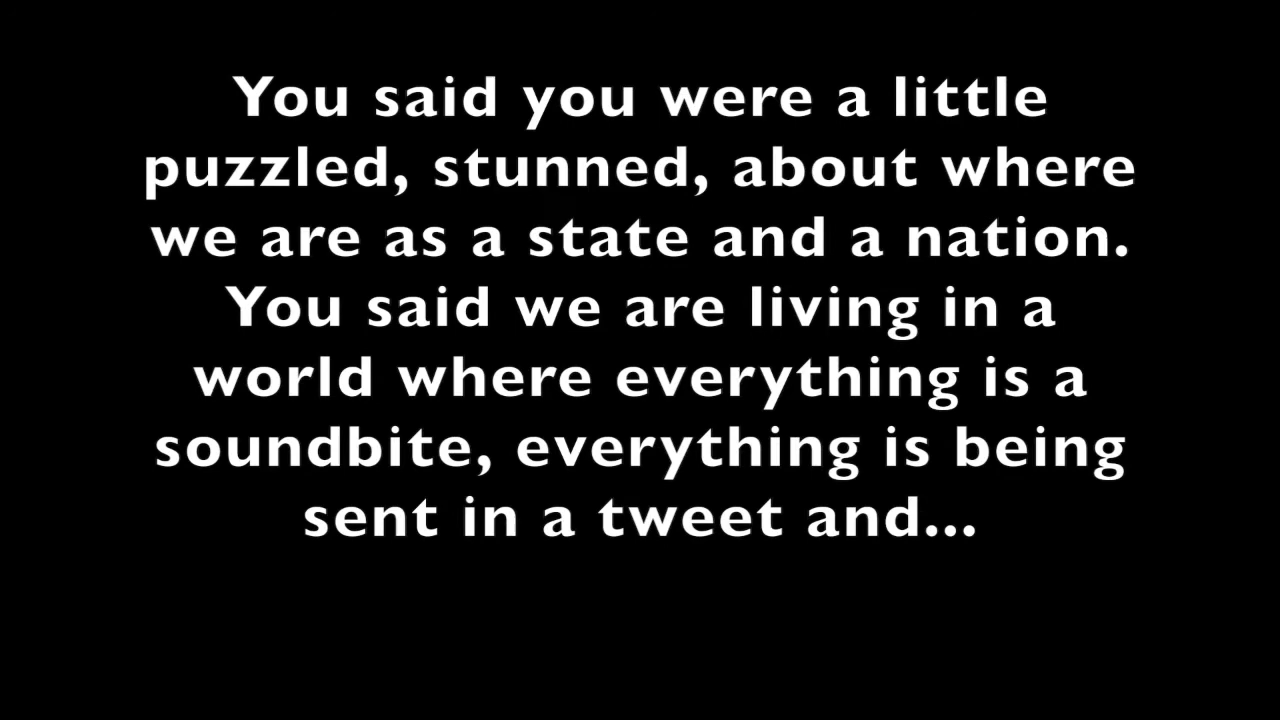 You said you were a little
puzzled, stunned, about where
we are as a state and a nation.
You said we are living in a
world where everything is a
soundbite, everything is being
sent in a tweet and...